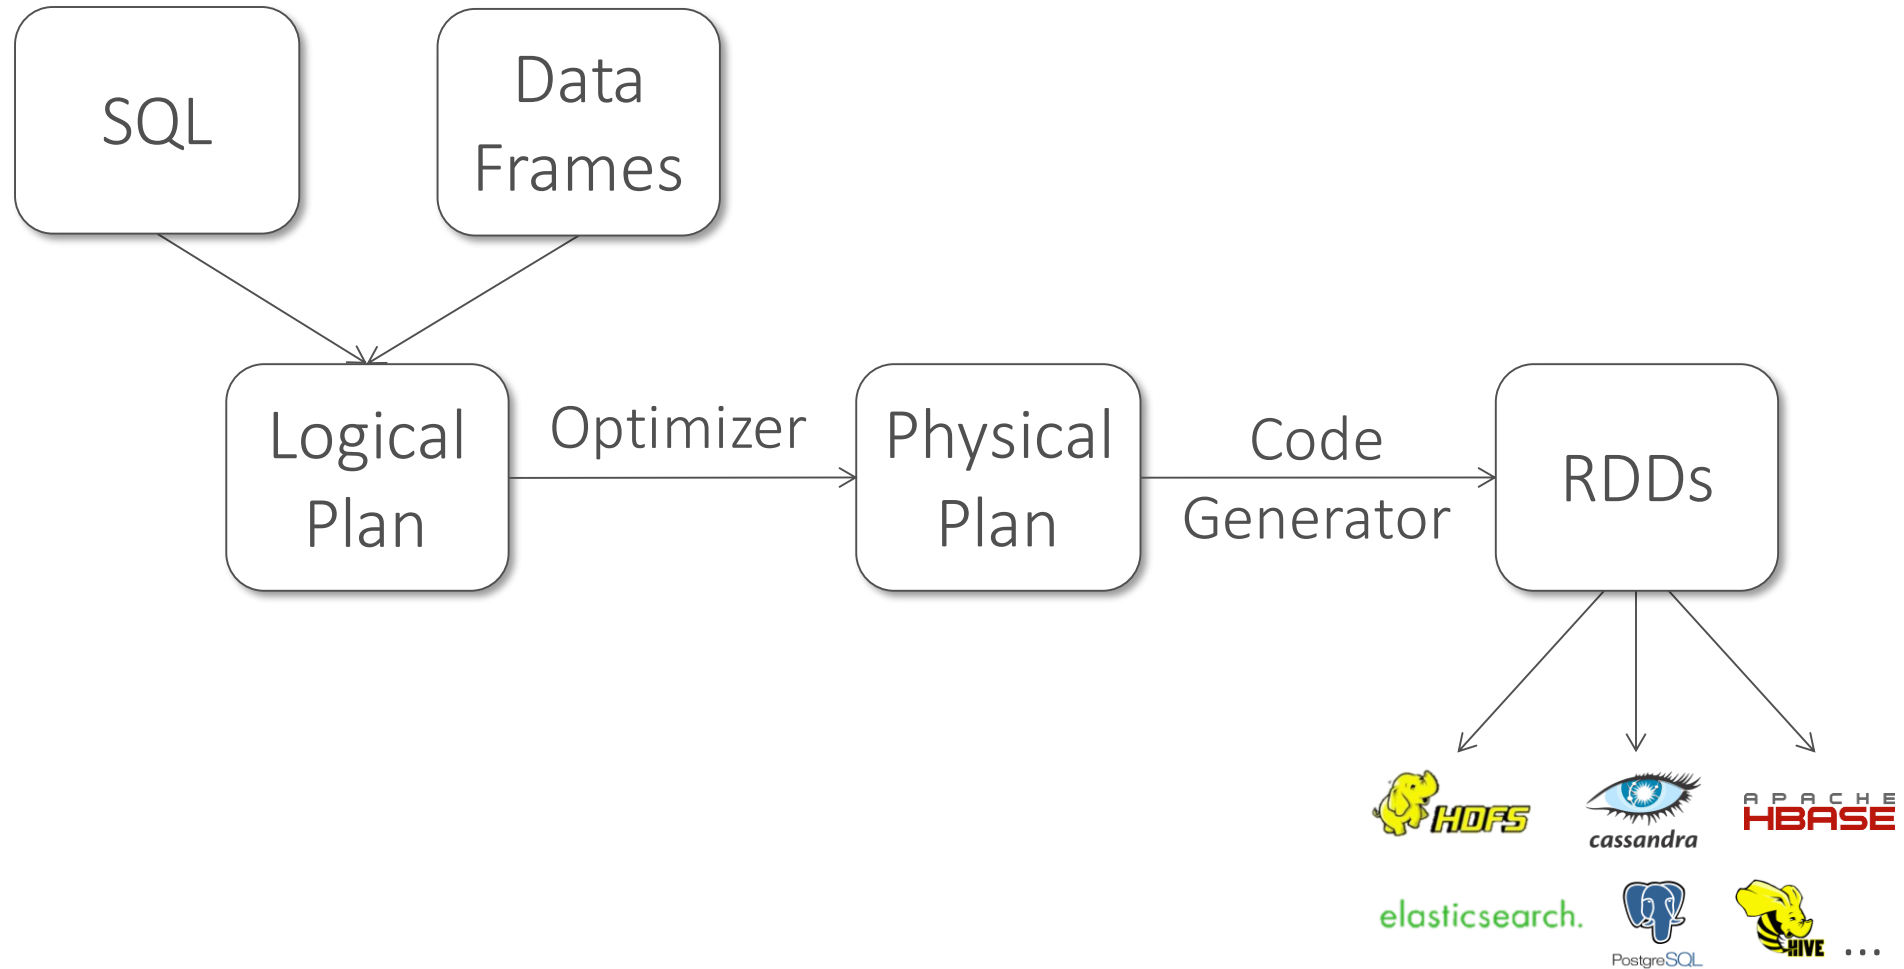 SQL
Data
Frames
Logical
Plan
Optimizer
Physical
Plan
Code
Generator
RDDs
HDFS
cassandra
APACHE
HBASE
elasticsearch.
PostgreSQL
HIVE
...